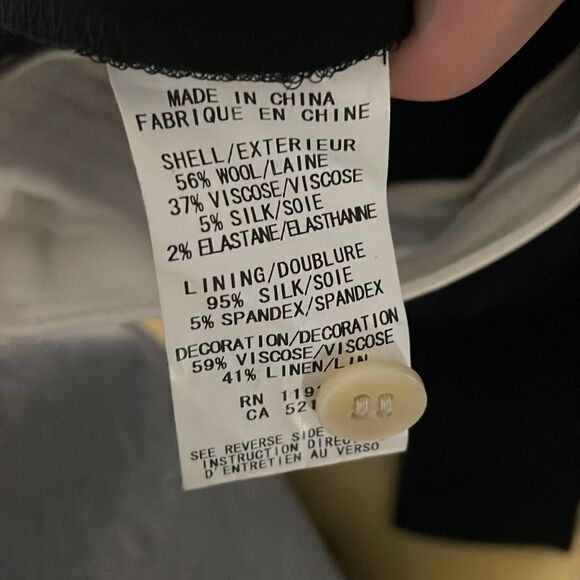 MADE IN CHINA
FABRIQUE EN CHINE
SHELL/EXTERIEUR
56% WOOL/LAINE
37% VISCOSE/VISCOSE
5% SILK/SOIE
2% ELASTANE/ELASTHANNE
LINING/DOUBLURE
95% SILK/SOIE
5% SPANDEX/SPANDEX
DECORATION/DECORATION
59% VISCOSE/VISCOSE
41% LINEN/LIN
RN
CA
SEE REVERSE SIDE
INSTRUCTION
D'ENTRETIEN AU VERSO